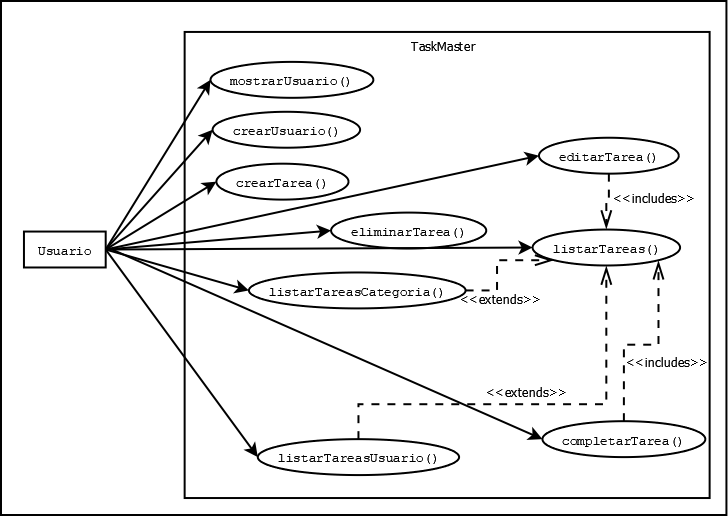 TaskMaster
mostrarUsuario()
crearUsuario()
editarTarea()
crearTarea()
<<includes>>
eliminarTarea()
Usuario
listarTareas()
listarTareasCategoria()
<<extends>>
<<includes>>
<<extends>>
completarTarea()
listarTareasUsuario()